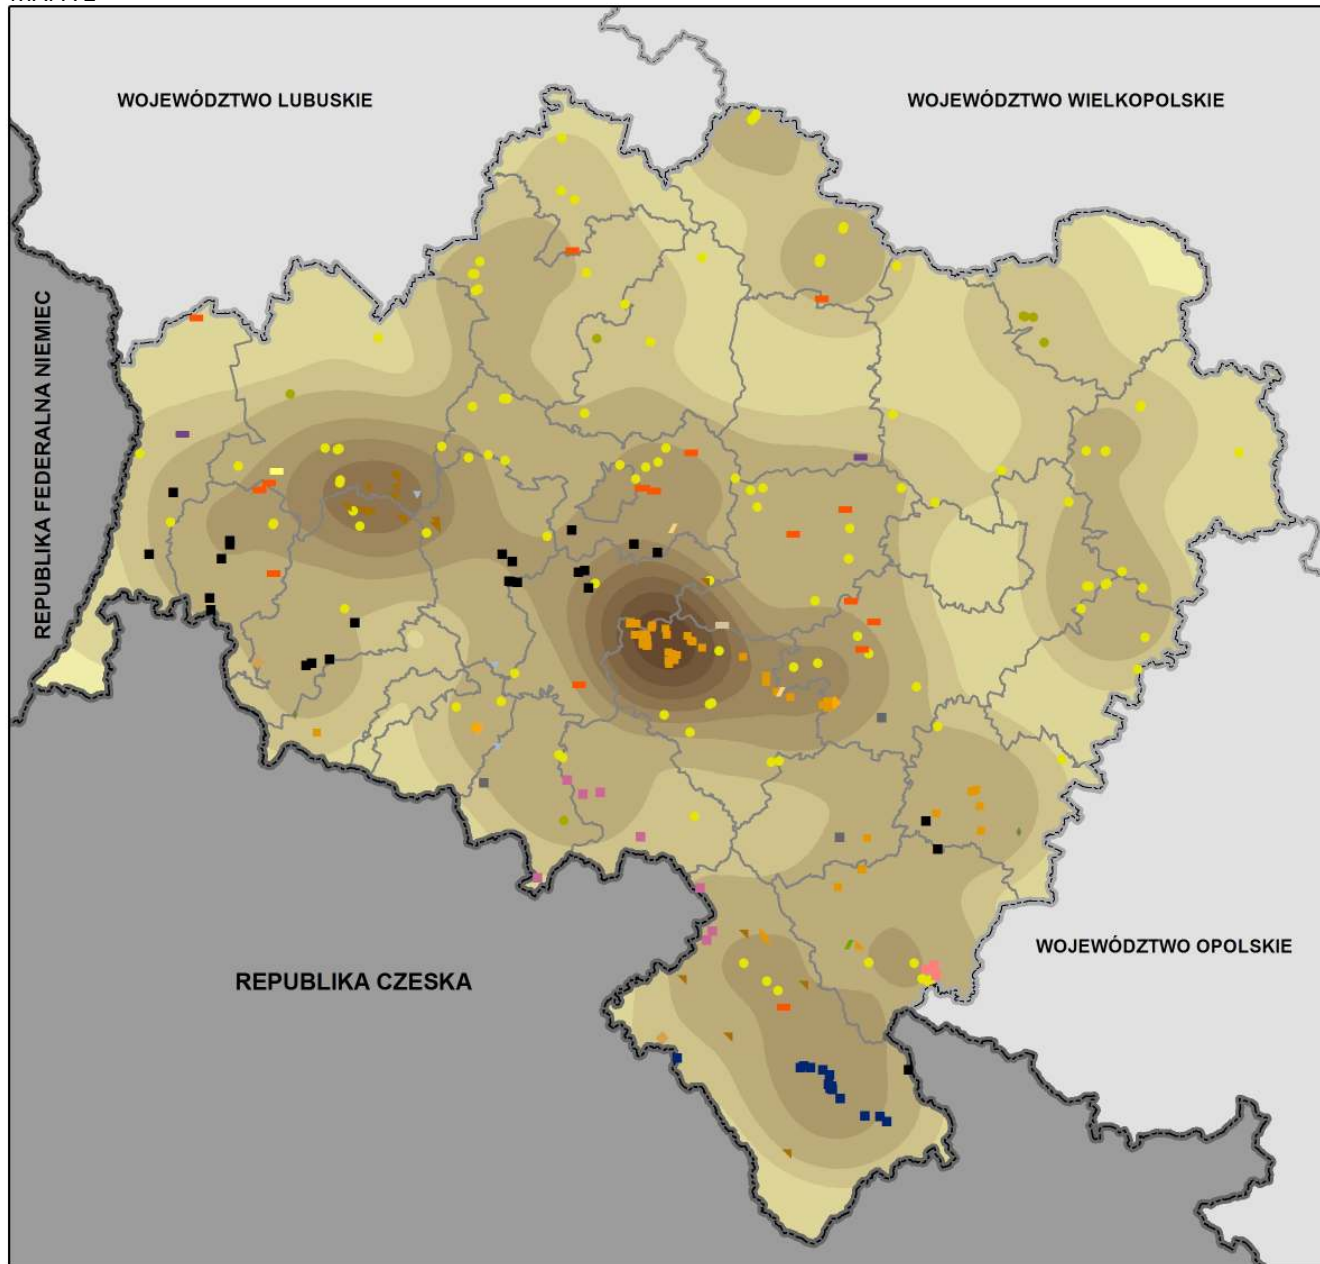 WOJEWÓDZTWO LUBUSKIE
WOJEWÓDZTWO WIELKOPOLSKIE
REPUBLIKA FEDERALNA NIEMIEC
WOJEWÓDZTWO OPOLSKIE
REPUBLIKA CZESKA